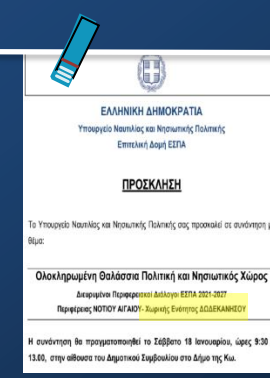 ΕΛΛΗΝΙΚΗ ΔΗΜΟΚΡΑΤΙΑ
Υπουργείο Ναυτιλίας και Νησιωτικής Πολιτικής
Επιτελική Δομή ΕΣΠΑ
ΠΡΟΣΚΛΗΣΗ
Το Υπουργείο Ναυτιλίας και Νησιωτικής Πολιτικής σας προσκαλεί σε συνάντηση
θέμα:
Ολοκληρωμένη Θαλάσσια Πολιτική και Νησιωτικός Χώρος
Διευρυμένοι Περιφερειακοί Διάλογοι ΕΣΠΑ 2021-2027
Περιφέρειας ΝΟΤΙΟΥ ΑΙΓΑΙΟΥ- Χωρικής Ενότητας ΔΩΔΕΚΑΝΗΣΟΥ
Η συνάντηση θα πραγματοποιηθεί το Σάββατο 18 Ιανουαρίου, ώρες 9:30
13.00, στην αίθουσα του Δημοτικού Συμβουλίου στο Δήμο της Κω.